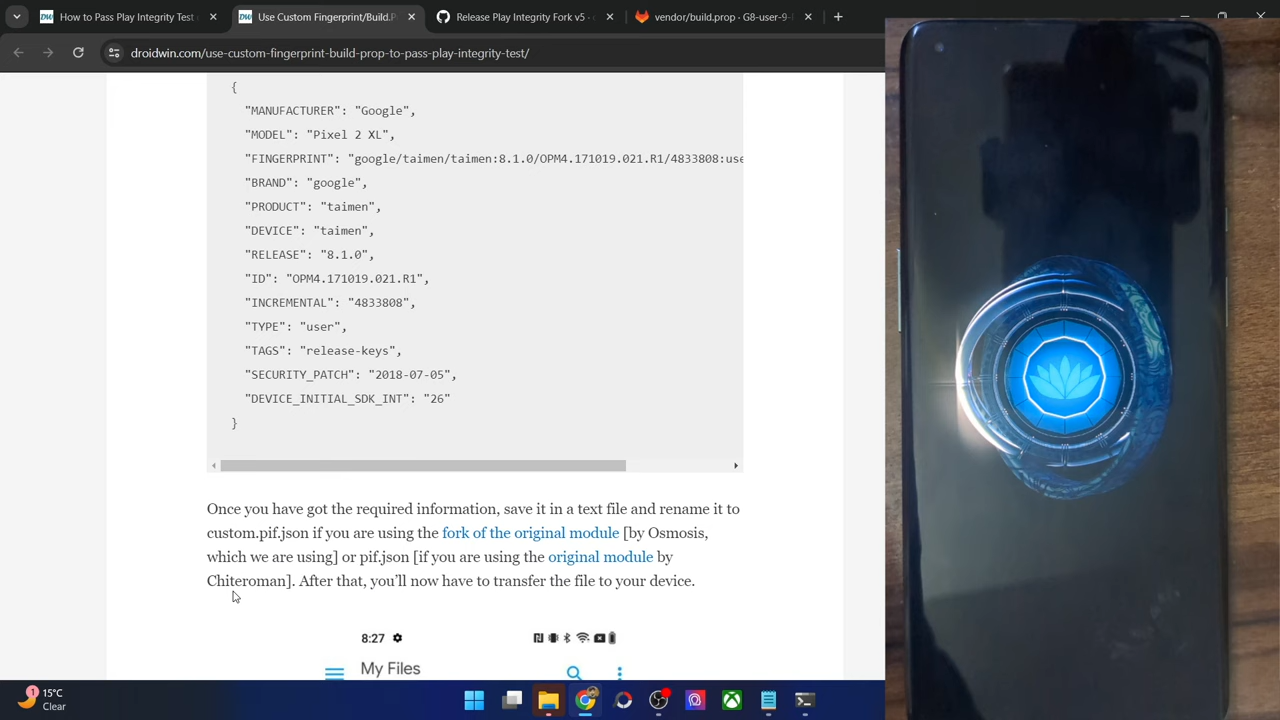 How to Pass Play Integrity Test
Use Custom Fingerprint/Build.P
Release Play Integrity Fork v5
vendor/build.prop · G8-user-9-
droidwin.com/use-custom-fingerprint-build-prop-to-pass-play-integrity-test/
{
"MANUFACTURER": "Google",
"MODEL": "Pixel 2 XL",
"FINGERPRINT": "google/taimen/taimen:8.1.0/OPM4.171019.021.R1/4833808:use
"BRAND": "google",
"PRODUCT": "taimen",
"DEVICE": "taimen",
"RELEASE": "8.1.0",
"ID": "OPM4.171019.021.R1",
"INCREMENTAL": "4833808",
"TYPE": "user",
"TAGS": "release-keys",
"SECURITY_PATCH": "2018-07-05",
"DEVICE_INITIAL_SDK_INT": "26"
}
Once you have got the required information, save it in a text file and rename it to
custom.pif.json if you are using the fork of the original module [by Osmosis,
which we are using] or pif.json [if you are using the original module by
Chiteroman]. After that, you'll now have to transfer the file to your device.
8:27
My Files
1
15°C
Clear